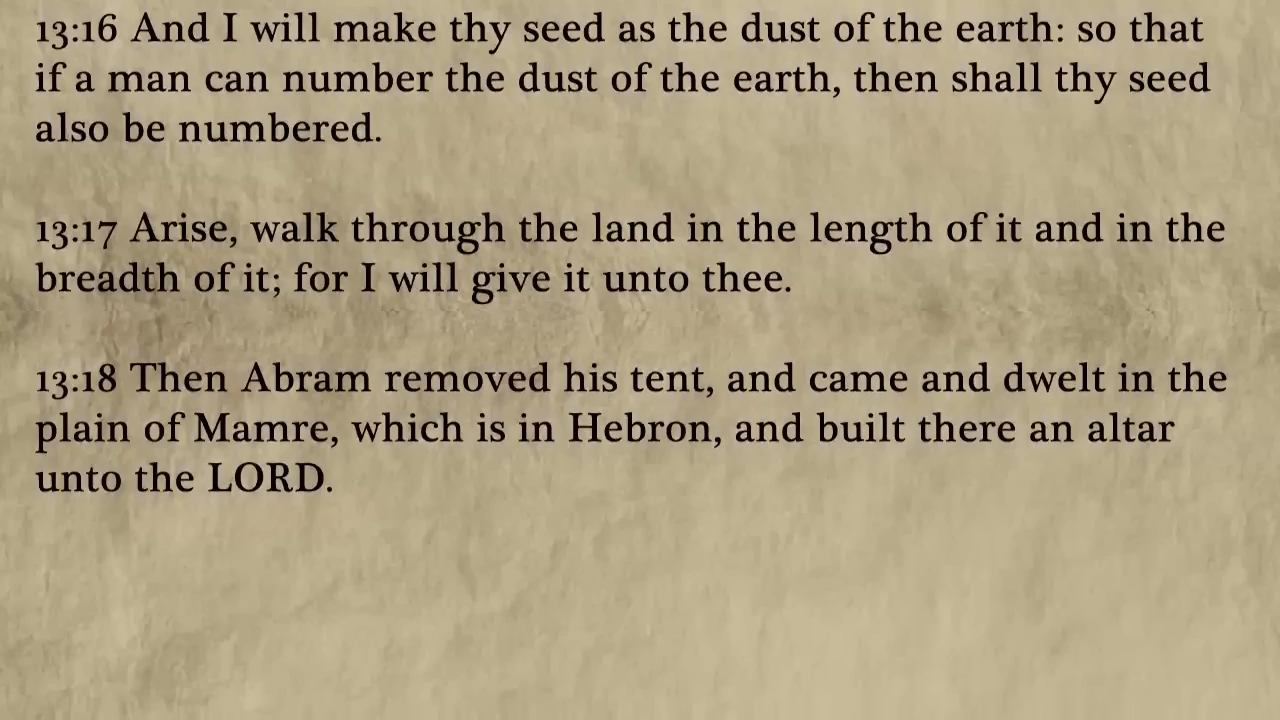 13:16 And I will make thy seed as the dust of the earth: so that
if a man can number the dust of the earth, then shall thy seed
also be numbered.
13:17 Arise, walk through the land in the length of it and in the
breadth of it; for I will give it unto thee.
13:18 Then Abram removed his tent, and came and dwelt in the
plain of Mamre, which is in Hebron, and built there an altar
unto the LORD.